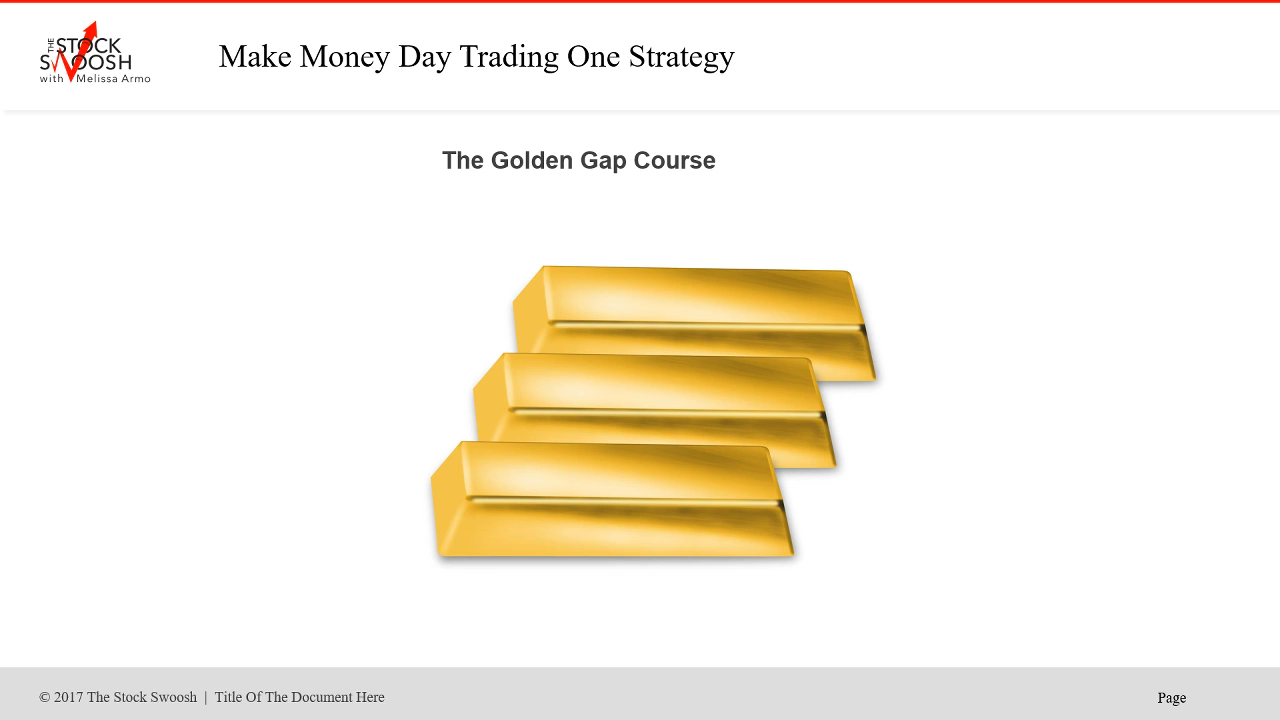 THE STOCK
SWOOSH
with Melissa Armo
Make Money Day Trading One Strategy
The Golden Gap Course
© 2017 The Stock Swoosh | Title Of The Document Here
Page